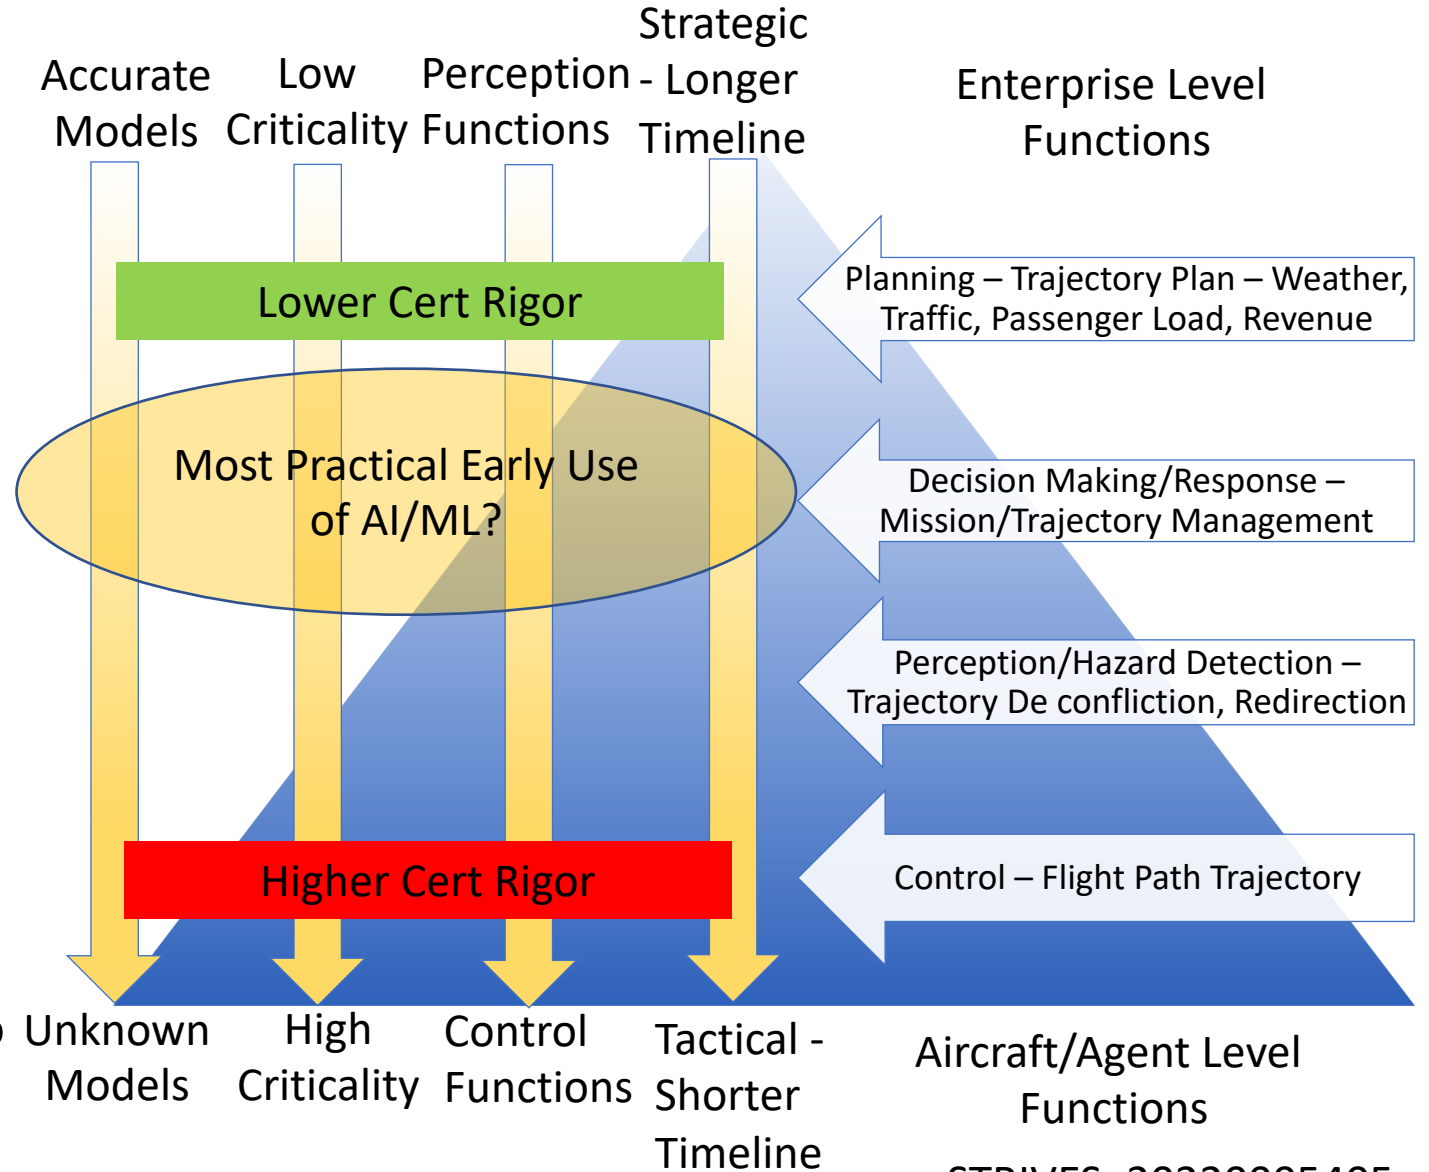 Accurate
Models
Low
Criticality
Perception
Functions
Strategic
- Longer
Timeline
Enterprise Level
Functions
Lower Cert Rigor
Planning – Trajectory Plan – Weather,
Traffic, Passenger Load, Revenue
Most Practical Early Use
of AI/ML?
Decision Making/Response –
Mission/Trajectory Management
Perception/Hazard Detection –
Trajectory De confliction, Redirection
Higher Cert Rigor
Control – Flight Path Trajectory
Unknown
Models
High
Criticality
Control
Functions
Tactical -
Shorter
Timeline
Aircraft/Agent Level
Functions